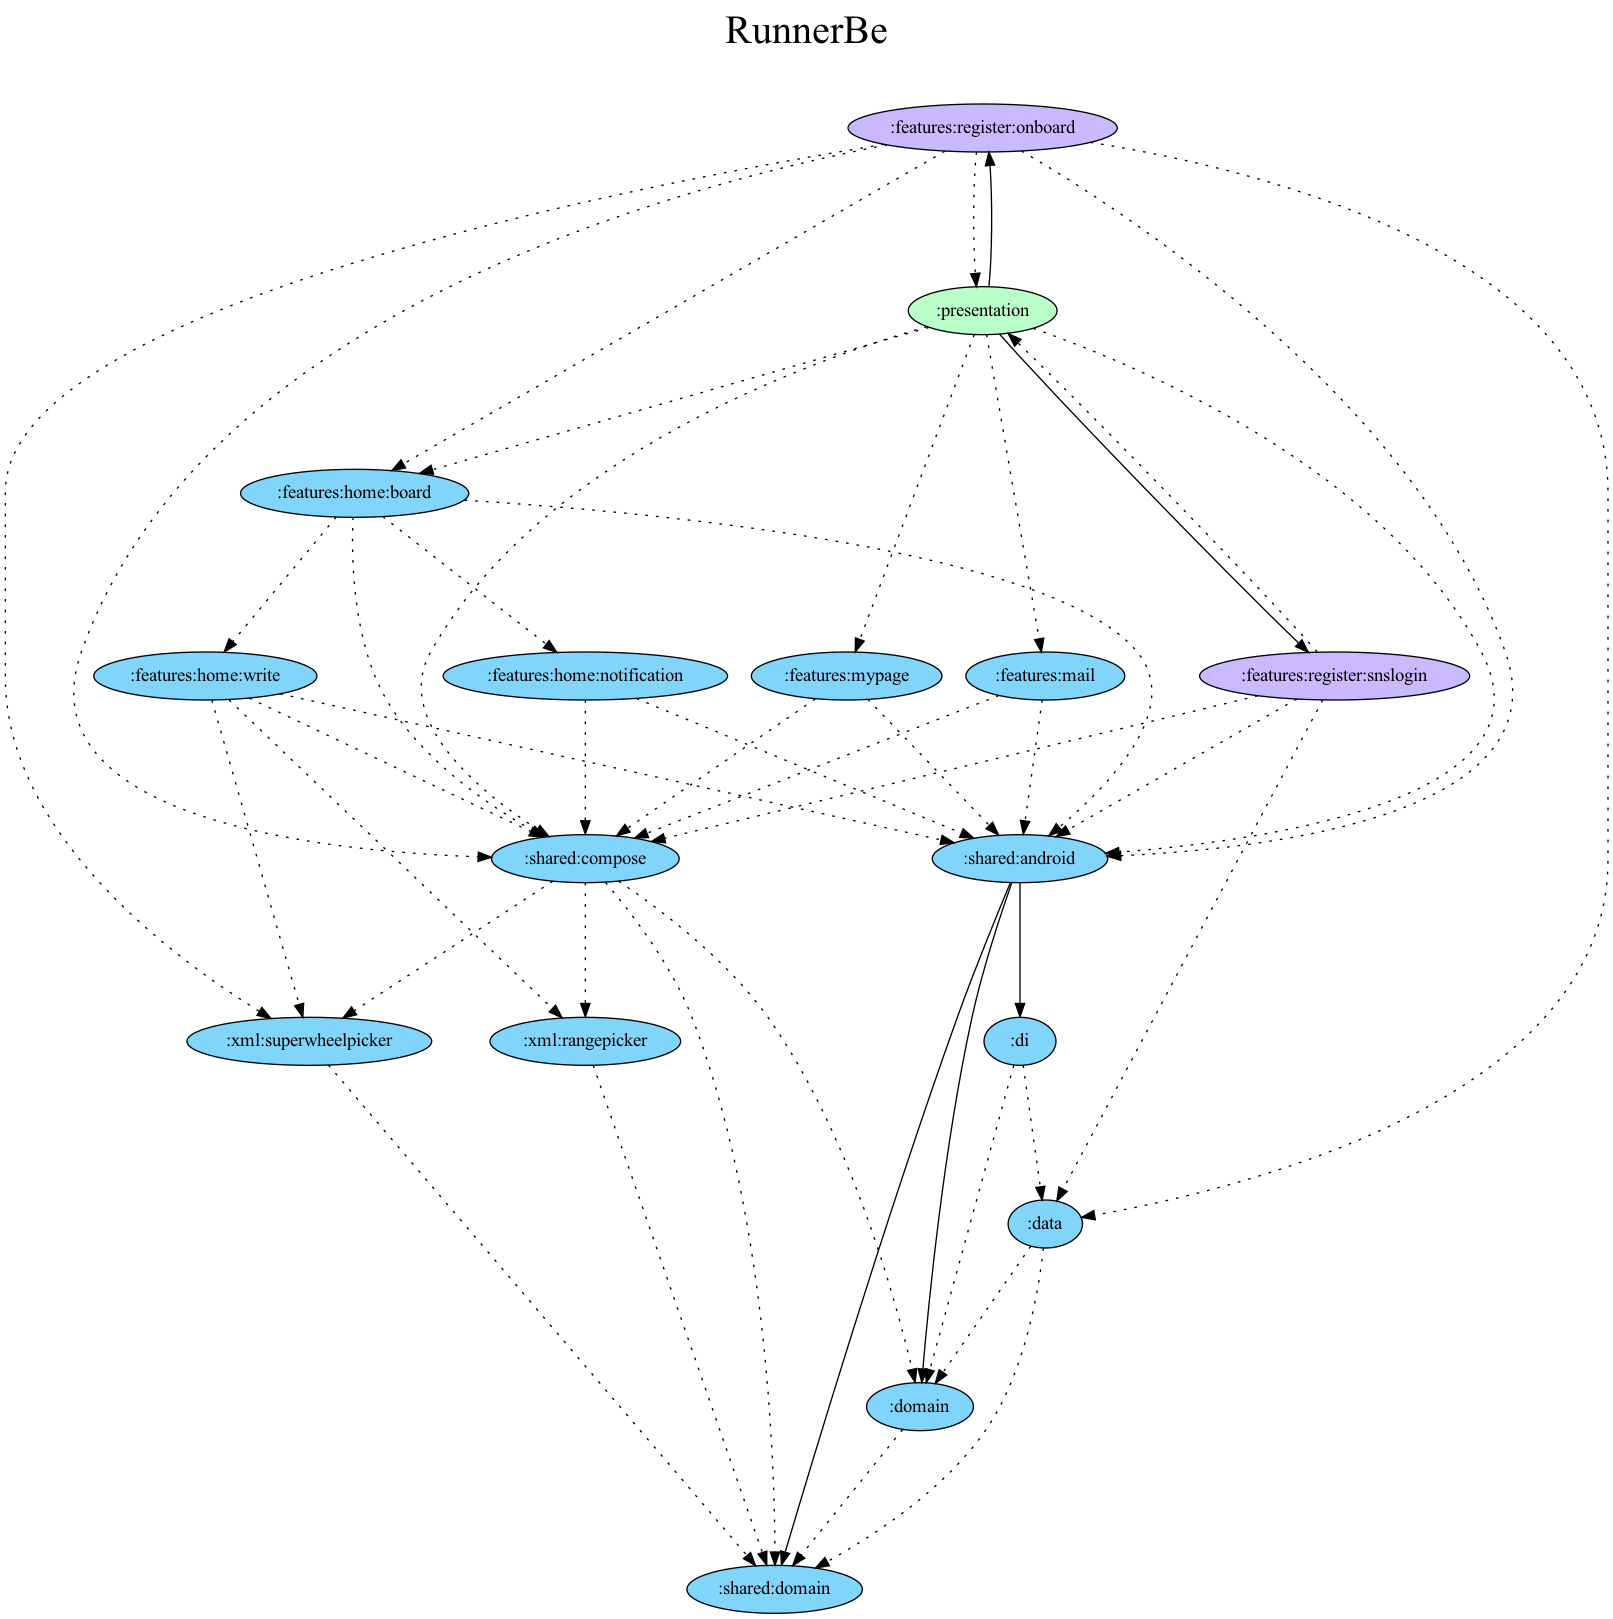 RunnerBe
:features:register:onboard
:presentation
:features:home:board
:features:home:write
:features:home:notification
:features:mypage
:features:mail
:features:register:snslogin
:shared:compose
:shared:android
:xml:superwheelpicker
:xml:rangepicker
:di
:data
:domain
:shared:domain